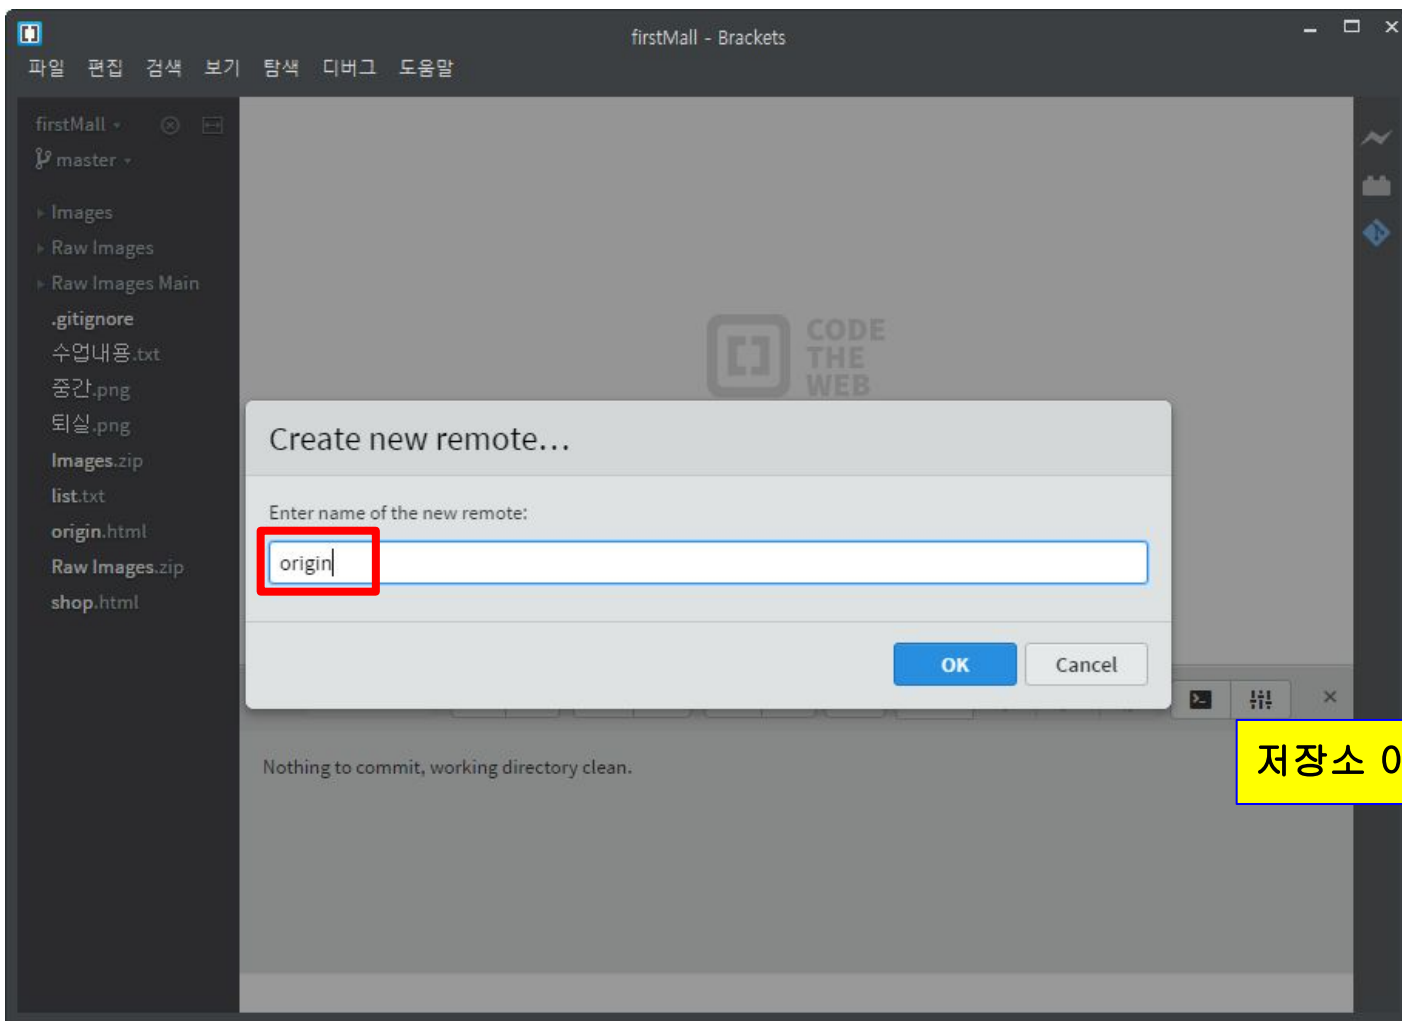 firstMall - Brackets
파일 편집 검색 보기 탐색 디버그 도움말
firstMall
master
Images
Raw Images
Raw Images Main
.gitignore
수업내용.txt
중간.png
퇴실.png
Images.zip
list.txt
origin.html
Raw Images.zip
shop.html
CODE
THE
WEB
Create new remote...
Enter name of the new remote:
origin
OK Cancel
Nothing to commit, working directory clean.
저장소